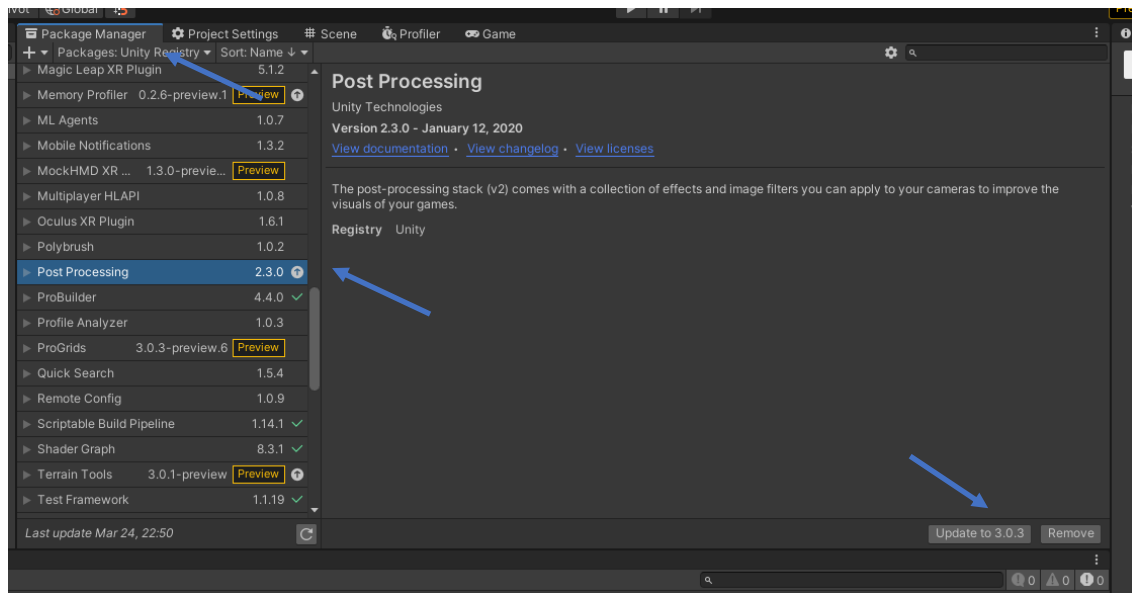 Global
Package Manager Project Settings Scene Profiler Game
Packages: Unity Registry Sort: Name ↓
Magic Leap XR Plugin 5.1.2
Memory Profiler 0.2.6-preview.1 Preview
ML Agents 1.0.7
Mobile Notifications 1.3.2
MockHMD XR ... 1.3.0-previe... Preview
Multiplayer HLAPI 1.0.8
Oculus XR Plugin 1.6.1
Polybrush 1.0.2
Post Processing 2.3.0
ProBuilder 4.4.0
Profile Analyzer 1.0.3
ProGrids 3.0.3-preview.6 Preview
Quick Search 1.5.4
Remote Config 1.0.9
Scriptable Build Pipeline 1.14.1
Shader Graph 8.3.1
Terrain Tools 3.0.1-preview Preview
Test Framework 1.1.19
Last update Mar 24, 22:50
Post Processing
Unity Technologies
Version 2.3.0 - January 12, 2020
View documentation • View changelog • View licenses
The post-processing stack (v2) comes with a collection of effects and image filters you can apply to your cameras to improve the
visuals of your games.
Registry Unity
Update to 3.0.3 Remove
0 0 0